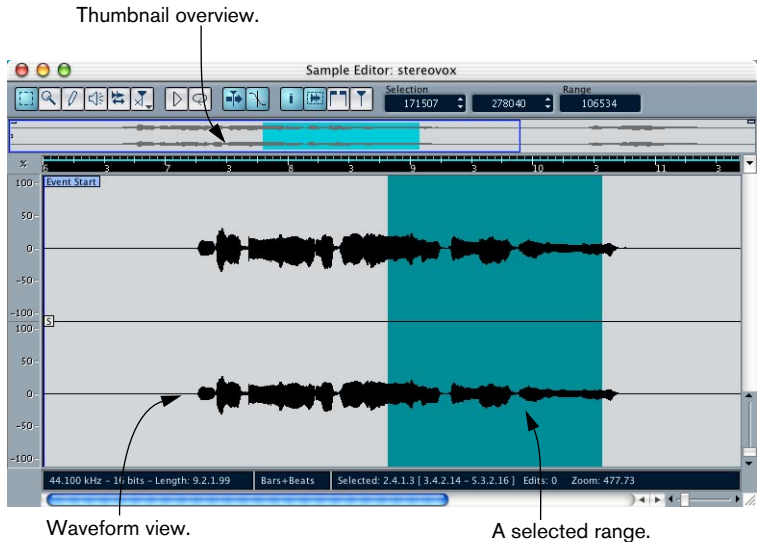 Thumbnail overview.
Sample Editor: stereovox
Selection
Range
171507
278040
106534
%
6 3 7 3 8 3 9 3 10 3 11 3
Event Start
100
50
0
-50
-100
100
S
50
0
-50
-100
44.100 kHz – 16 bits – Length: 9.2.1.99 Bars+Beats Selected: 2.4.1.3 [ 3.4.2.14 – 5.3.2.16 ] Edits: 0 Zoom: 477.73
Waveform view.
A selected range.